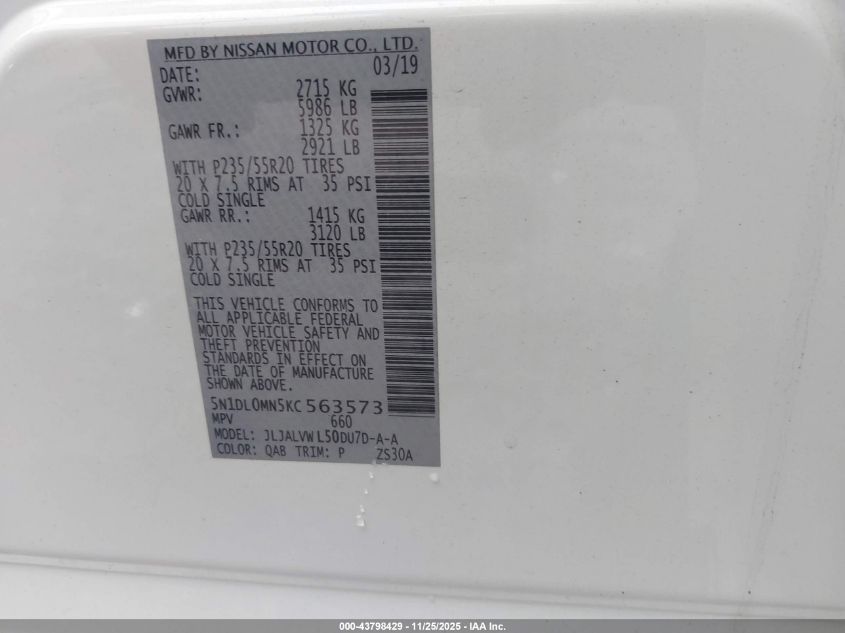 MFD BY NISSAN MOTOR CO., LTD.
DATE: 03/19
GVWR: 2715 KG
5986 LB
GAWR FR.: 1325 KG
2921 LB
WITH P235/55R20 TIRES
20 X 7.5 RIMS AT 35 PSI
COLD SINGLE
GAWR RR.: 1415 KG
3120 LB
WITH P235/55R20 TIRES
20 X 7.5 RIMS AT 35 PSI
COLD SINGLE
THIS VEHICLE CONFORMS TO
ALL APPLICABLE FEDERAL
MOTOR VEHICLE SAFETY AND
THEFT PREVENTION
STANDARDS IN EFFECT ON
THE DATE OF MANUFACTURE
SHOWN ABOVE.
5N1DL0MN5KC563573
MPV 660
MODEL: JLJALVWL50DU7D-A-A
COLOR: QAB TRIM: P ZS30A
000-43798429 - 11/25/2025 - IAA Inc.